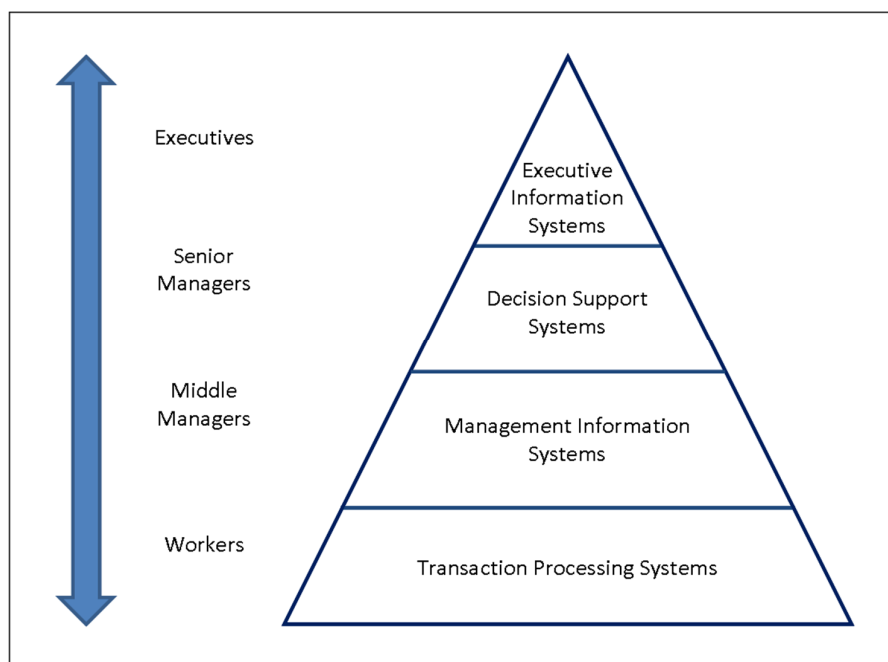 Executives
Executive
Information
Systems
Senior
Managers
Decision Support
Systems
Middle
Managers
Management Information
Systems
Workers
Transaction Processing Systems